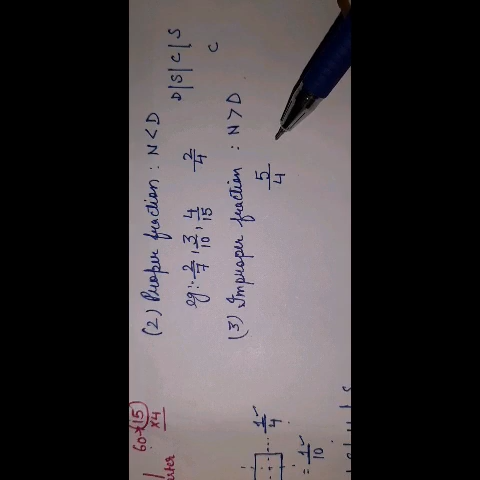 60 ÷ 15
× 4
(2) Proper fraction : N < D
D | S | C | S
C
eg:- 2/7, 3/10, 4/15 2/4
(3) Improper fraction : N > D
5/4
1/4
= 1/10